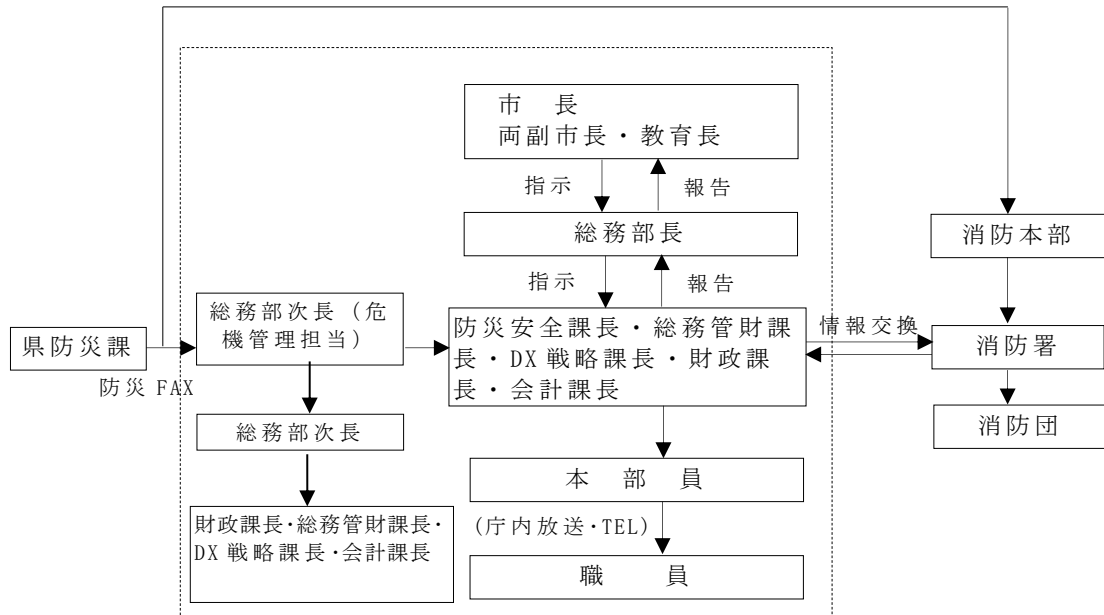 市　長
両副市長・教育長
指示
報告
総務部長
消防本部
指示
報告
総務部次長（危
機管理担当）
防災安全課長・総務管財課
長・DX戦略課長・財政課
長・会計課長
情報交換
県防災課
消防署
防災FAX
総務部次長
消防団
本　部　員
財政課長・総務管財課長・
DX戦略課長・会計課長
(庁内放送・TEL)
職　　員